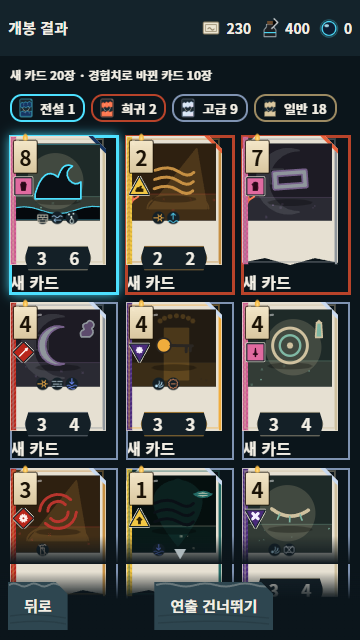 개봉 결과 230 400 0
새 카드 20장 · 경험치로 바뀐 카드 10장
전설 1 희귀 2 고급 9 일반 18
8 2 7
3 6 2 2
새 카드 새 카드 새 카드
4 4 4
3 4 3 3 3 4
새 카드 새 카드 새 카드
3 1 4
3 4
뒤로 연출 건너뛰기